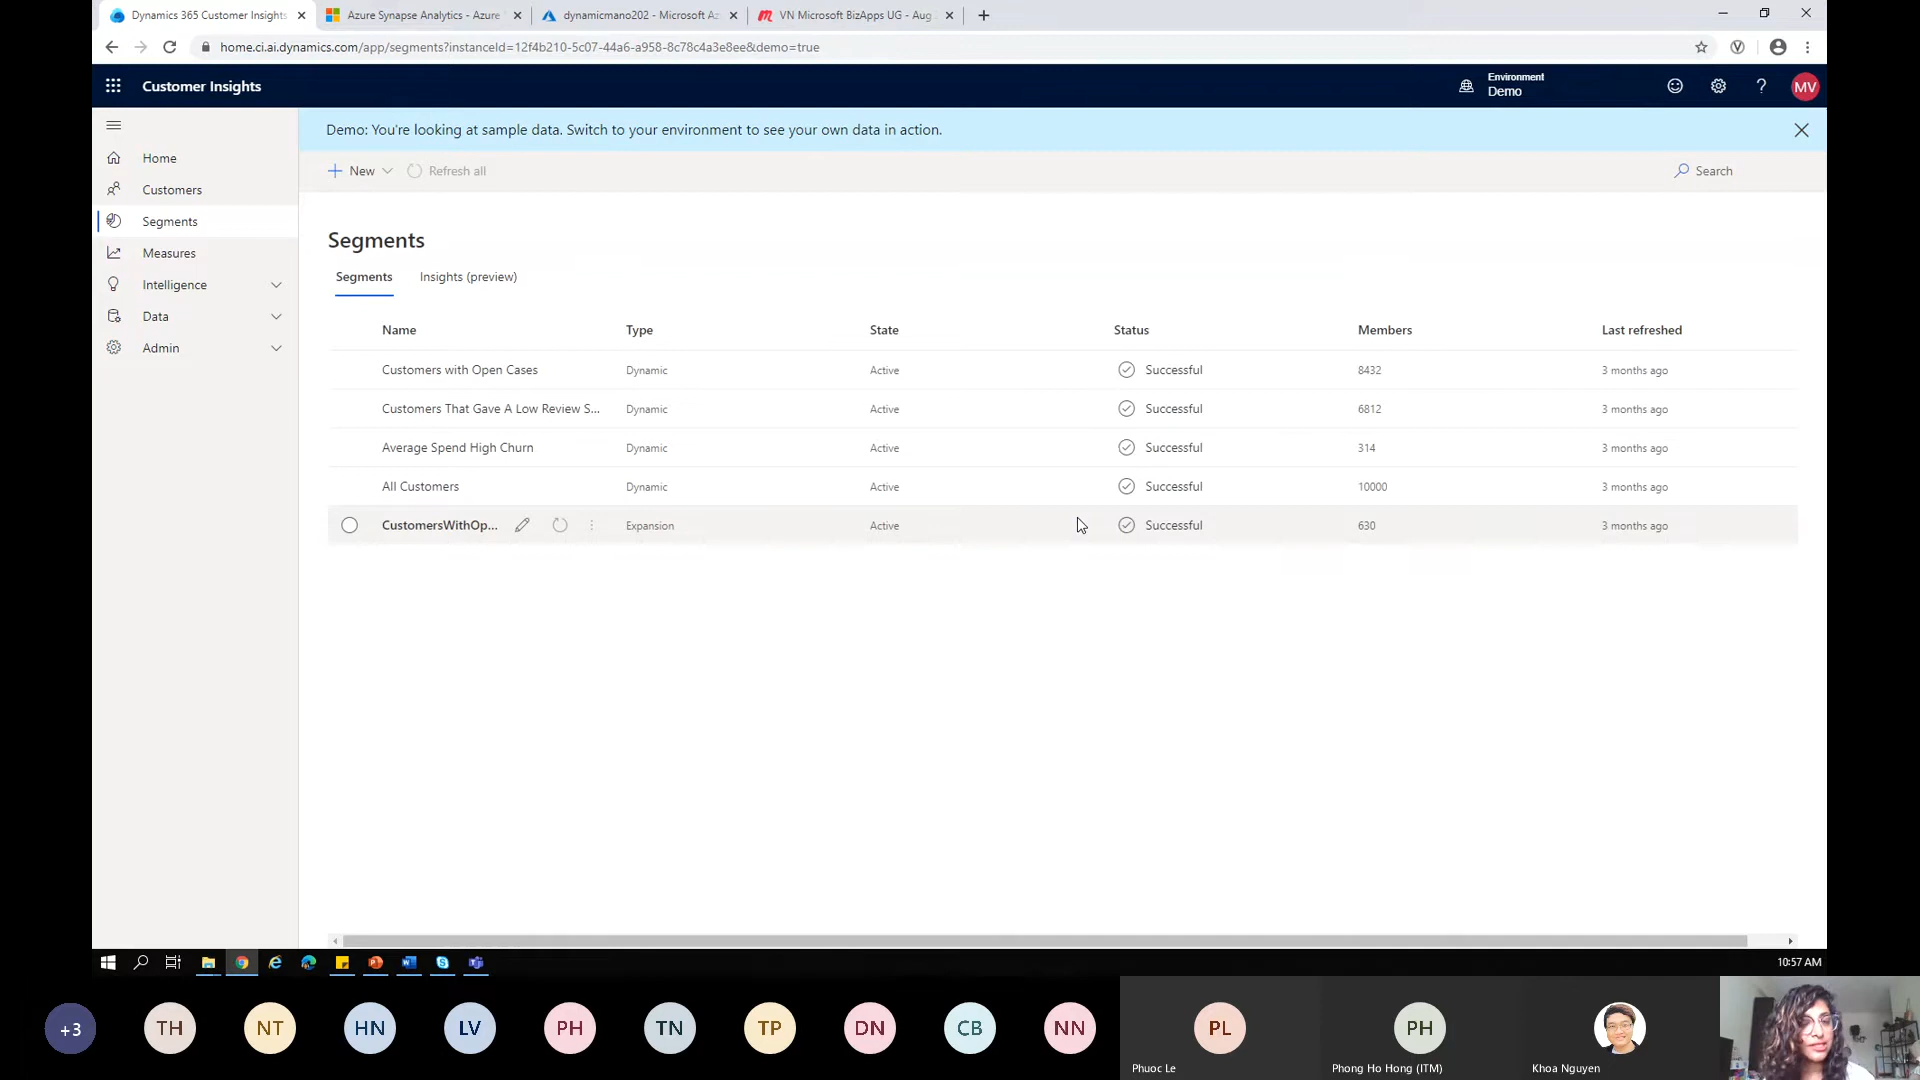 Dynamics 365 Customer Insights
Azure Synapse Analytics - Azure
dynamicmano202 - Microsoft Az
VN Microsoft BizApps UG - Aug
home.ci.ai.dynamics.com/app/segments?instanceId=12f4b210-5c07-44a6-a958-8c78c4a3e8ee&demo=true
Customer Insights
Environment
Demo
?
MV
Demo: You're looking at sample data. Switch to your environment to see your own data in action.
Home
Customers
Segments
Measures
Intelligence
Data
Admin
New
Refresh all
Search
Segments
Segments
Insights (preview)
Name Type State Status Members Last refreshed
Customers with Open Cases Dynamic Active Successful 8432 3 months ago
Customers That Gave A Low Review S... Dynamic Active Successful 6812 3 months ago
Average Spend High Churn Dynamic Active Successful 314 3 months ago
All Customers Dynamic Active Successful 10000 3 months ago
CustomersWithOp... Expansion Active Successful 630 3 months ago
10:57 AM
+3
TH
NT
HN
LV
PH
TN
TP
DN
CB
NN
PL
PH
Phuoc Le
Phong Ho Hong (ITM)
Khoa Nguyen